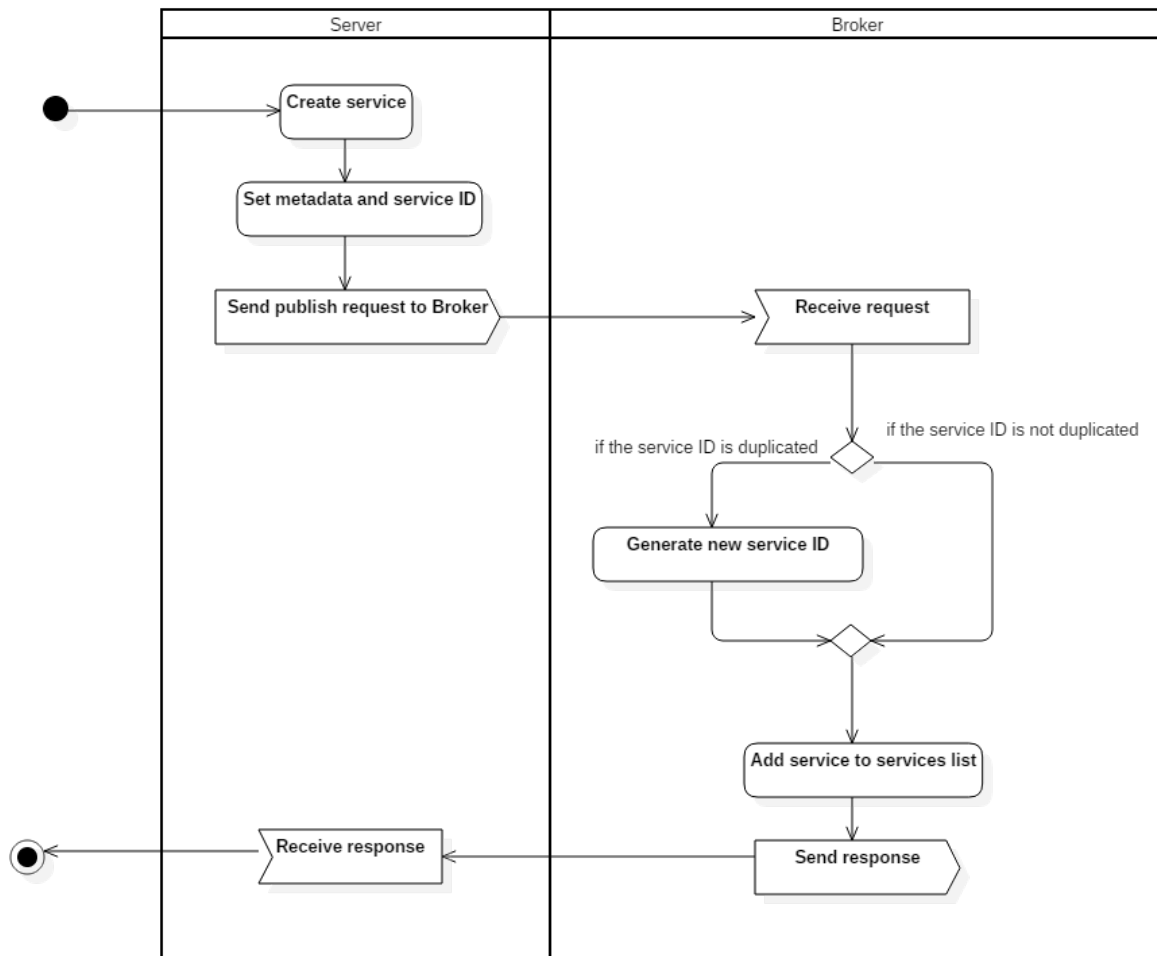 Server
Broker
Create service
Set metadata and service ID
Send publish request to Broker
Receive request
if the service ID is not duplicated
if the service ID is duplicated
Generate new service ID
Add service to services list
Receive response
Send response